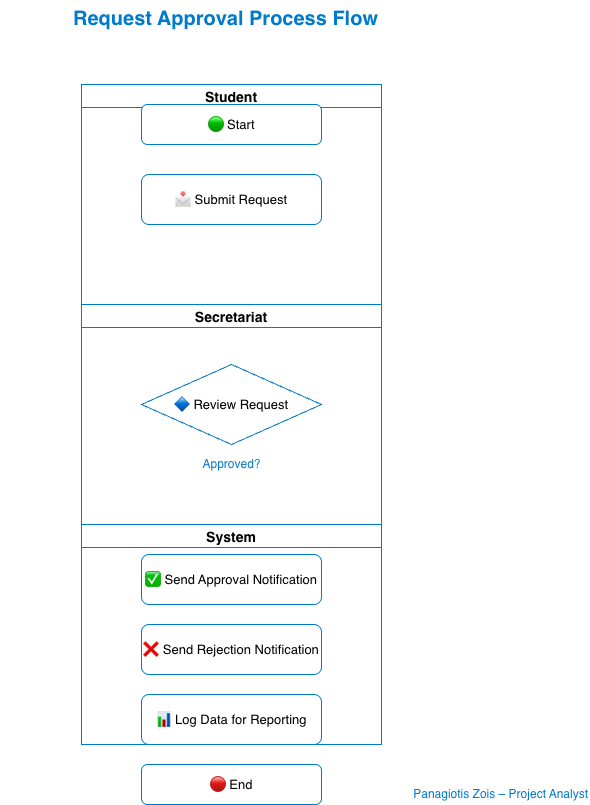 Request Approval Process Flow
Student
Start
Submit Request
Secretariat
Review Request
Approved?
System
Send Approval Notification
Send Rejection Notification
Log Data for Reporting
End
Panagiotis Zois – Project Analyst